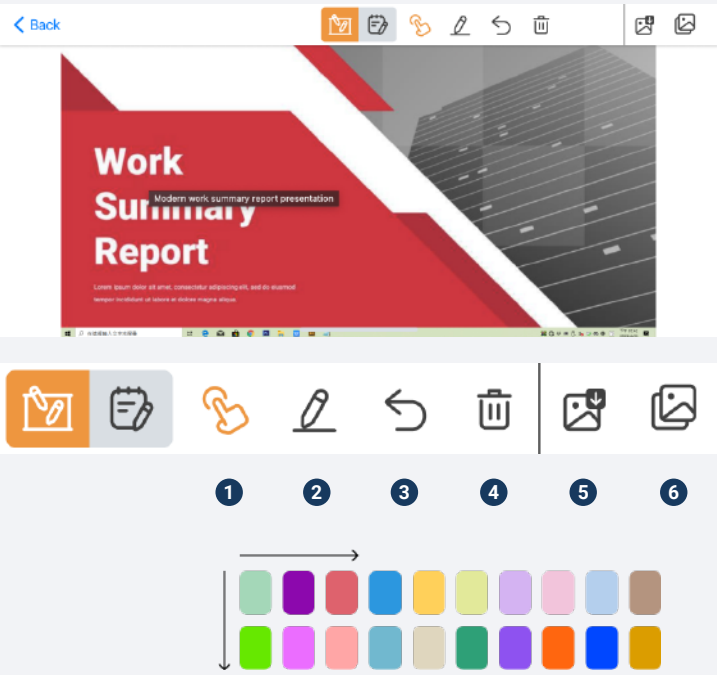 Back
Work
Summary
Report
Modern work summary report presentation
Lorem ipsum dolor sit amet, consectetur adipiscing elit, sed do eiusmod
tempor incididunt ut labore et dolore magna aliqua.
1 2 3 4 5 6